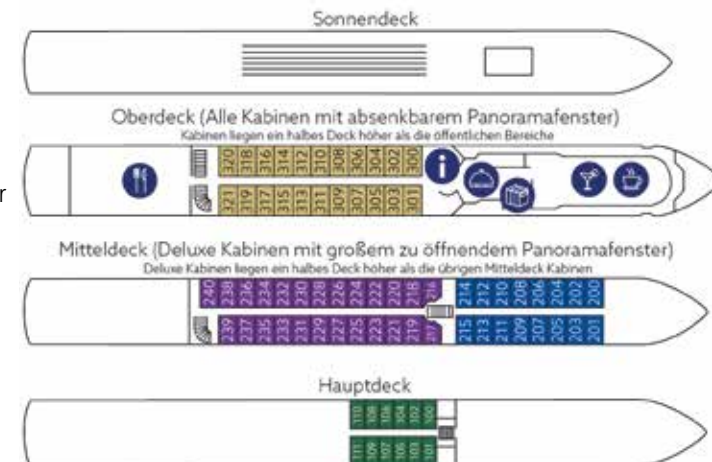 Sonnendeck
Oberdeck (Alle Kabinen mit absenkbarem Panoramafenster)
Kabinen liegen ein halbes Deck höher als die öffentlichen Bereiche
320 318 316 314 312 310 308 306 304 302 300
r
321 319 317 315 313 311 309 307 305 303 301
Mitteldeck (Deluxe Kabinen mit großem zu öffnendem Panoramafenster)
Deluxe Kabinen liegen ein halbes Deck höher als die übrigen Mitteldeck Kabinen
240 238 236 234 232 230 228 226 224 222 220 218 216 214 212 210 208 206 204 202 200
239 237 235 233 231 229 227 225 223 221 219 217 215 213 211 209 207 205 203 201
Hauptdeck
110 108 106 104 102 100
111 109 107 105 103 101